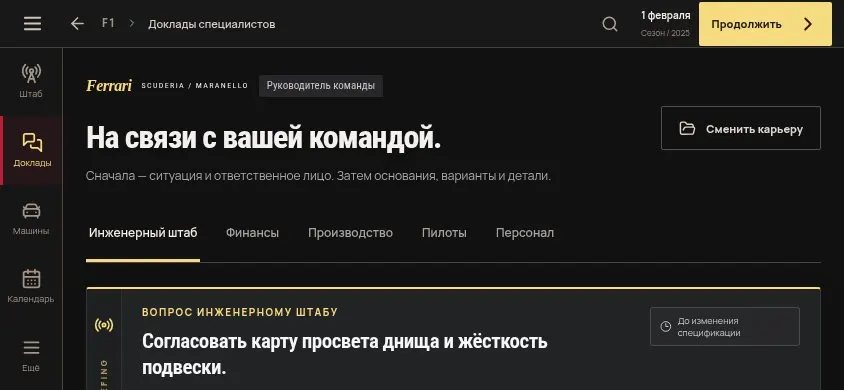 F1 > Доклады специалистов
1 февраля
Сезон / 2025
Продолжить
Штаб
Доклады
Машины
Календарь
Ещё
Ferrari SCUDERIA / MARANELLO Руководитель команды
На связи с вашей командой.
Сменить карьеру
Сначала — ситуация и ответственное лицо. Затем основания, варианты и детали.
Инженерный штаб Финансы Производство Пилоты Персонал
ВОПРОС ИНЖЕНЕРНОМУ ШТАБУ
Согласовать карту просвета днища и жёсткость
подвески.
До изменения
спецификации